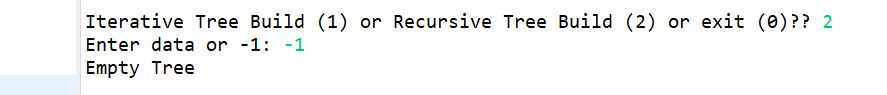 Iterative Tree Build (1) or Recursive Tree Build (2) or exit (0)?? 2
Enter data or -1: -1
Empty Tree